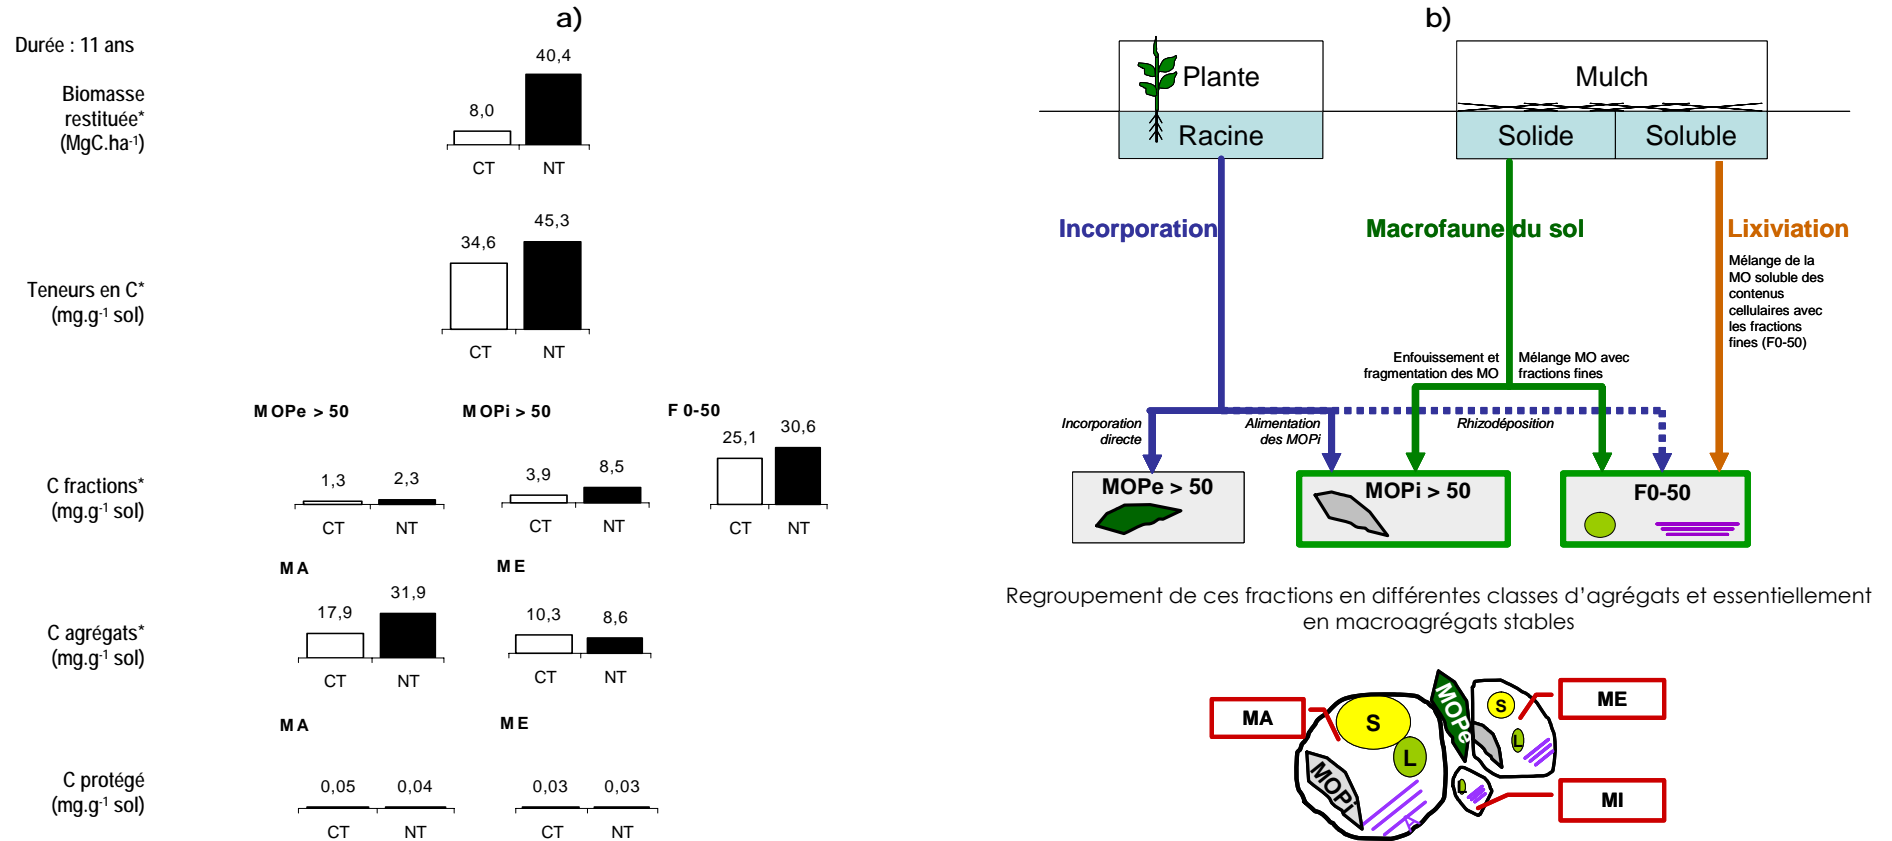 a)
Durée : 11 ans
Biomasse
restituée*
(MgC.ha-1)
8,0
40,4
CT
NT
Teneurs en C*
(mg.g-1 sol)
34,6
45,3
CT
NT
C fractions*
(mg.g-1 sol)
MOPe > 50
1,3
2,3
CT
NT
MOPi > 50
3,9
8,5
CT
NT
F 0-50
25,1
30,6
CT
NT
C agrégats*
(mg.g-1 sol)
MA
17,9
31,9
CT
NT
ME
10,3
8,6
CT
NT
C protégé
(mg.g-1 sol)
MA
0,05
0,04
CT
NT
ME
0,03
0,03
CT
NT
b)
Plante
Racine
Mulch
Solide
Soluble
Incorporation
Macrofaune du sol
Lixiviation
Mélange de la
MO soluble des
contenus
cellulaires avec
les fractions
fines (F0-50)
Enfouissement et
fragmentation des MO
Mélange MO avec
fractions fines
Incorporation
directe
Alimentation
des MOPi
Rhizodéposition
MOPe > 50
MOPi > 50
F0-50
Regroupement de ces fractions en différentes classes d’agrégats et essentiellement
en macroagrégats stables
MA
S
L
MOPi
A
MOPe
S
L
ME
L
MI